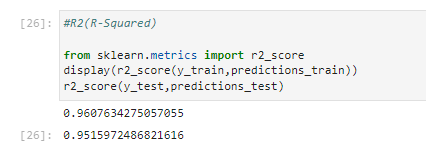 [26]: #R2(R-Squared)
from sklearn.metrics import r2_score
display(r2_score(y_train,predictions_train))
r2_score(y_test,predictions_test)
0.9607634275057055
[26]: 0.9515972486821616